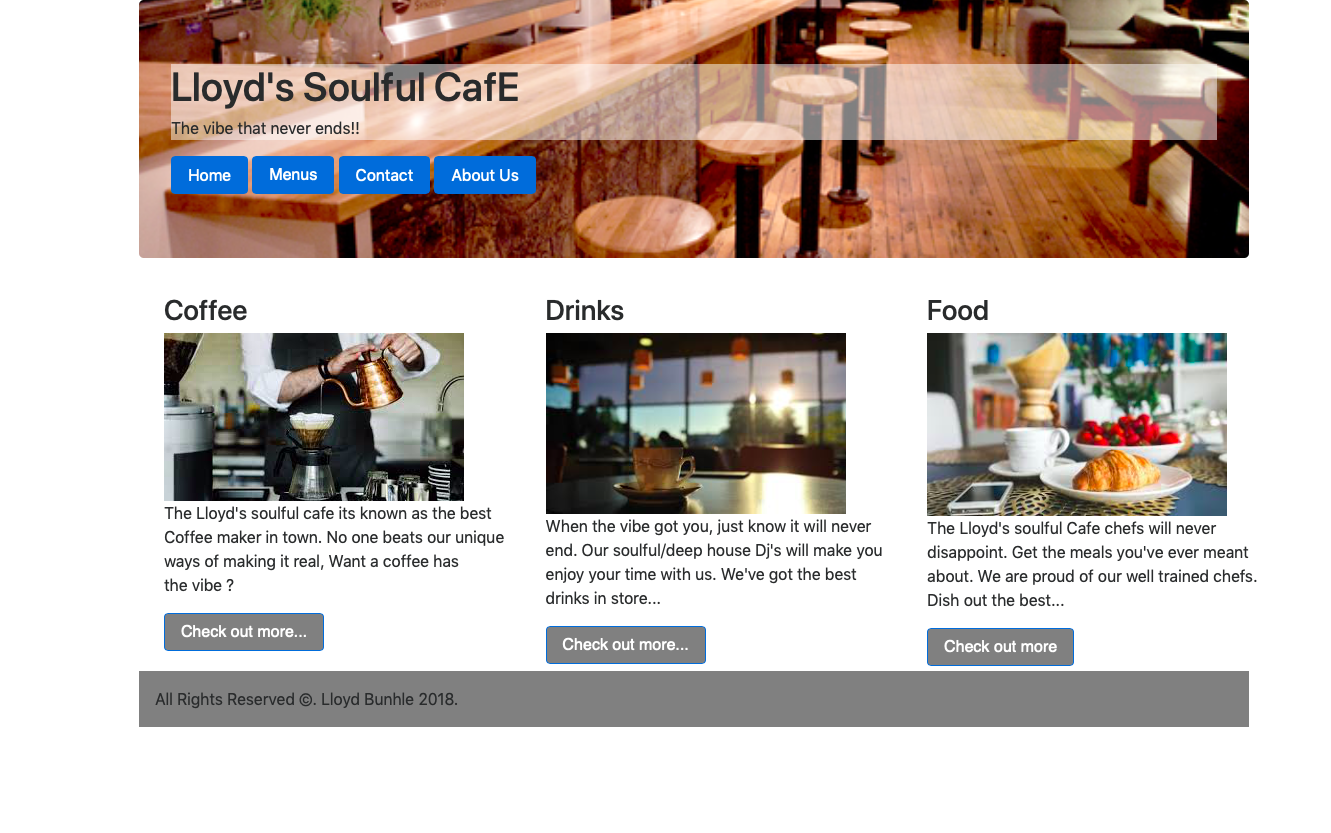 Lloyd's Soulful CafE
The vibe that never ends!!
Home Menus Contact About Us
Coffee
The Lloyd's soulful cafe its known as the best
Coffee maker in town. No one beats our unique
ways of making it real, Want a coffee has
the vibe ?
Check out more...
Drinks
When the vibe got you, just know it will never
end. Our soulful/deep house Dj's will make you
enjoy your time with us. We've got the best
drinks in store...
Check out more...
Food
The Lloyd's soulful Cafe chefs will never
disappoint. Get the meals you've ever meant
about. We are proud of our well trained chefs.
Dish out the best...
Check out more
All Rights Reserved ©. Lloyd Bunhle 2018.